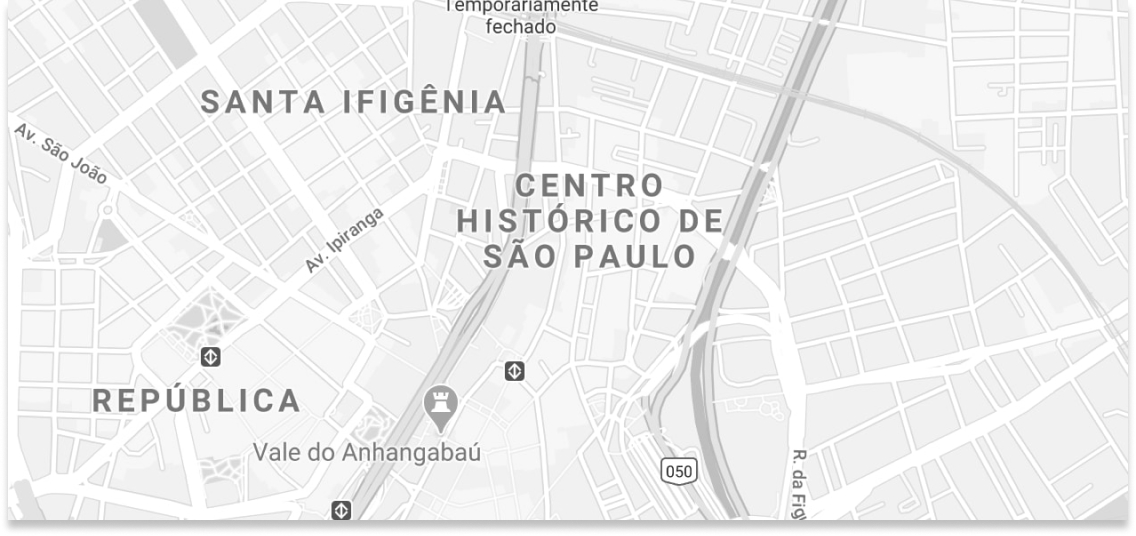 Temporariamente
fechado
SANTA IFIGÊNIA
Av. São João
CENTRO
HISTÓRICO DE
SÃO PAULO
Av. Ipiranga
REPÚBLICA
Vale do Anhangabaú
050
R. da Fig